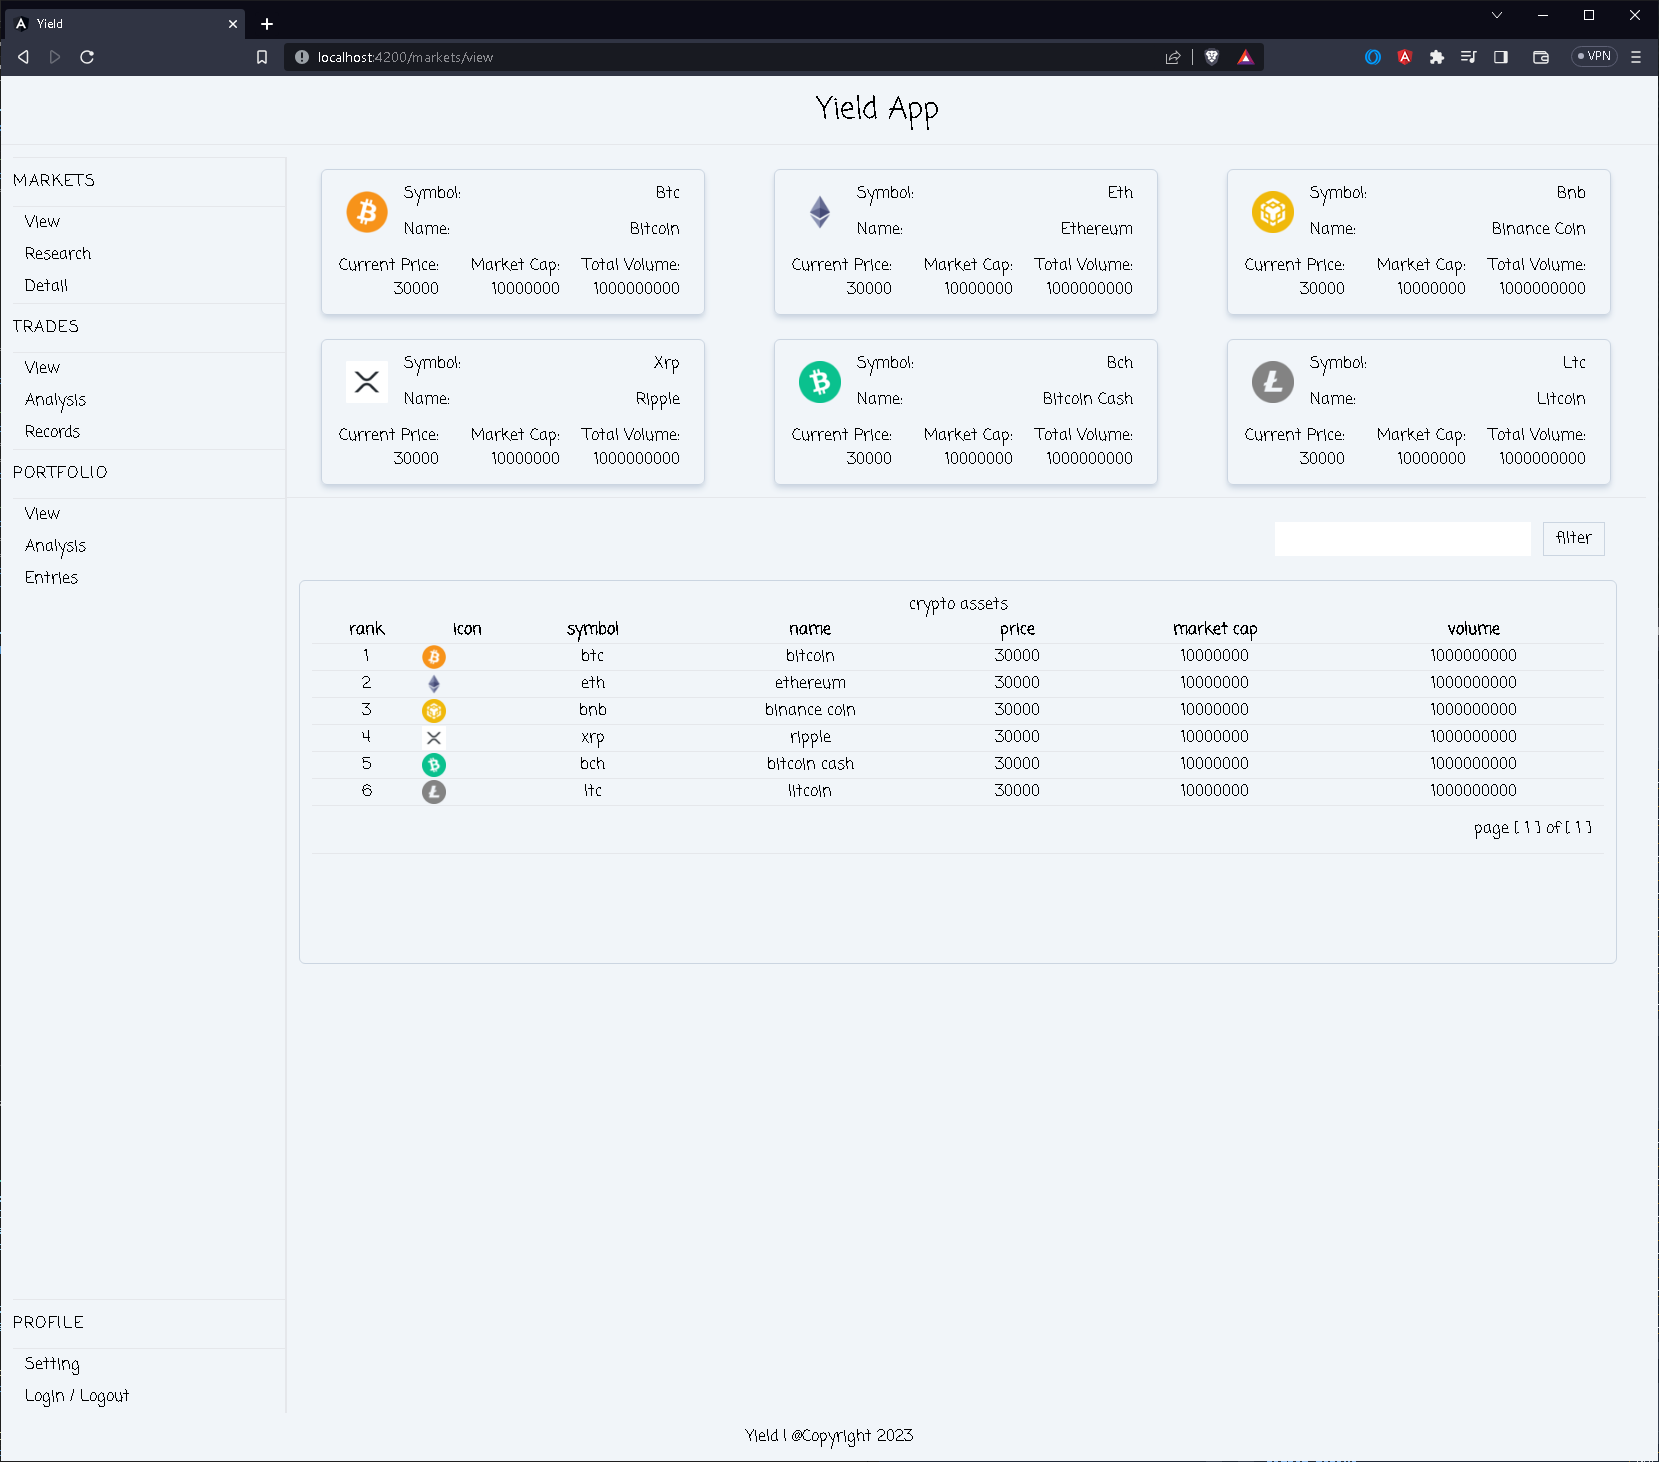 Yield
localhost:4200/markets/view
VPN
Yield App
MARKETS
View
Research
Detail
TRADES
View
Analysis
Records
PORTFOLIO
View
Analysis
Entries
PROFILE
Setting
Login / Logout
Symbol: Btc
Name: Bitcoin
Current Price: Market Cap: Total Volume:
30000 10000000 1000000000
Symbol: Eth
Name: Ethereum
Current Price: Market Cap: Total Volume:
30000 10000000 1000000000
Symbol: Bnb
Name: Binance Coin
Current Price: Market Cap: Total Volume:
30000 10000000 1000000000
Symbol: Xrp
Name: Ripple
Current Price: Market Cap: Total Volume:
30000 10000000 1000000000
Symbol: Bch
Name: Bitcoin Cash
Current Price: Market Cap: Total Volume:
30000 10000000 1000000000
Symbol: Ltc
Name: Litcoin
Current Price: Market Cap: Total Volume:
30000 10000000 1000000000
filter
crypto assets
rank icon symbol name price market cap volume
1 btc bitcoin 30000 10000000 1000000000
2 eth ethereum 30000 10000000 1000000000
3 bnb binance coin 30000 10000000 1000000000
4 xrp ripple 30000 10000000 1000000000
5 bch bitcoin cash 30000 10000000 1000000000
6 ltc litcoin 30000 10000000 1000000000
page [ 1 ] of [ 1 ]
Yield | @Copyright 2023